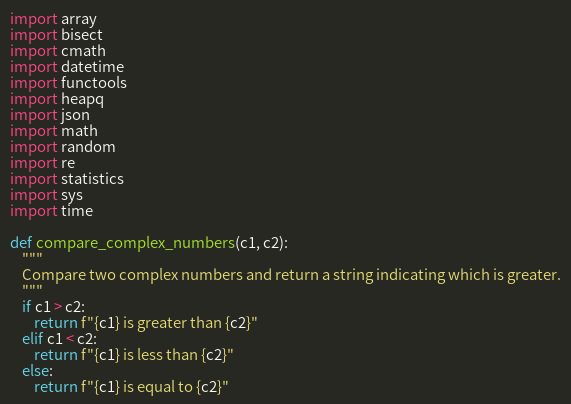 import array
import bisect
import cmath
import datetime
import functools
import heapq
import json
import math
import random
import re
import statistics
import sys
import time

def compare_complex_numbers(c1, c2):
    """
    Compare two complex numbers and return a string indicating which is greater.
    """
    if c1 > c2:
        return f"{c1} is greater than {c2}"
    elif c1 < c2:
        return f"{c1} is less than {c2}"
    else:
        return f"{c1} is equal to {c2}"